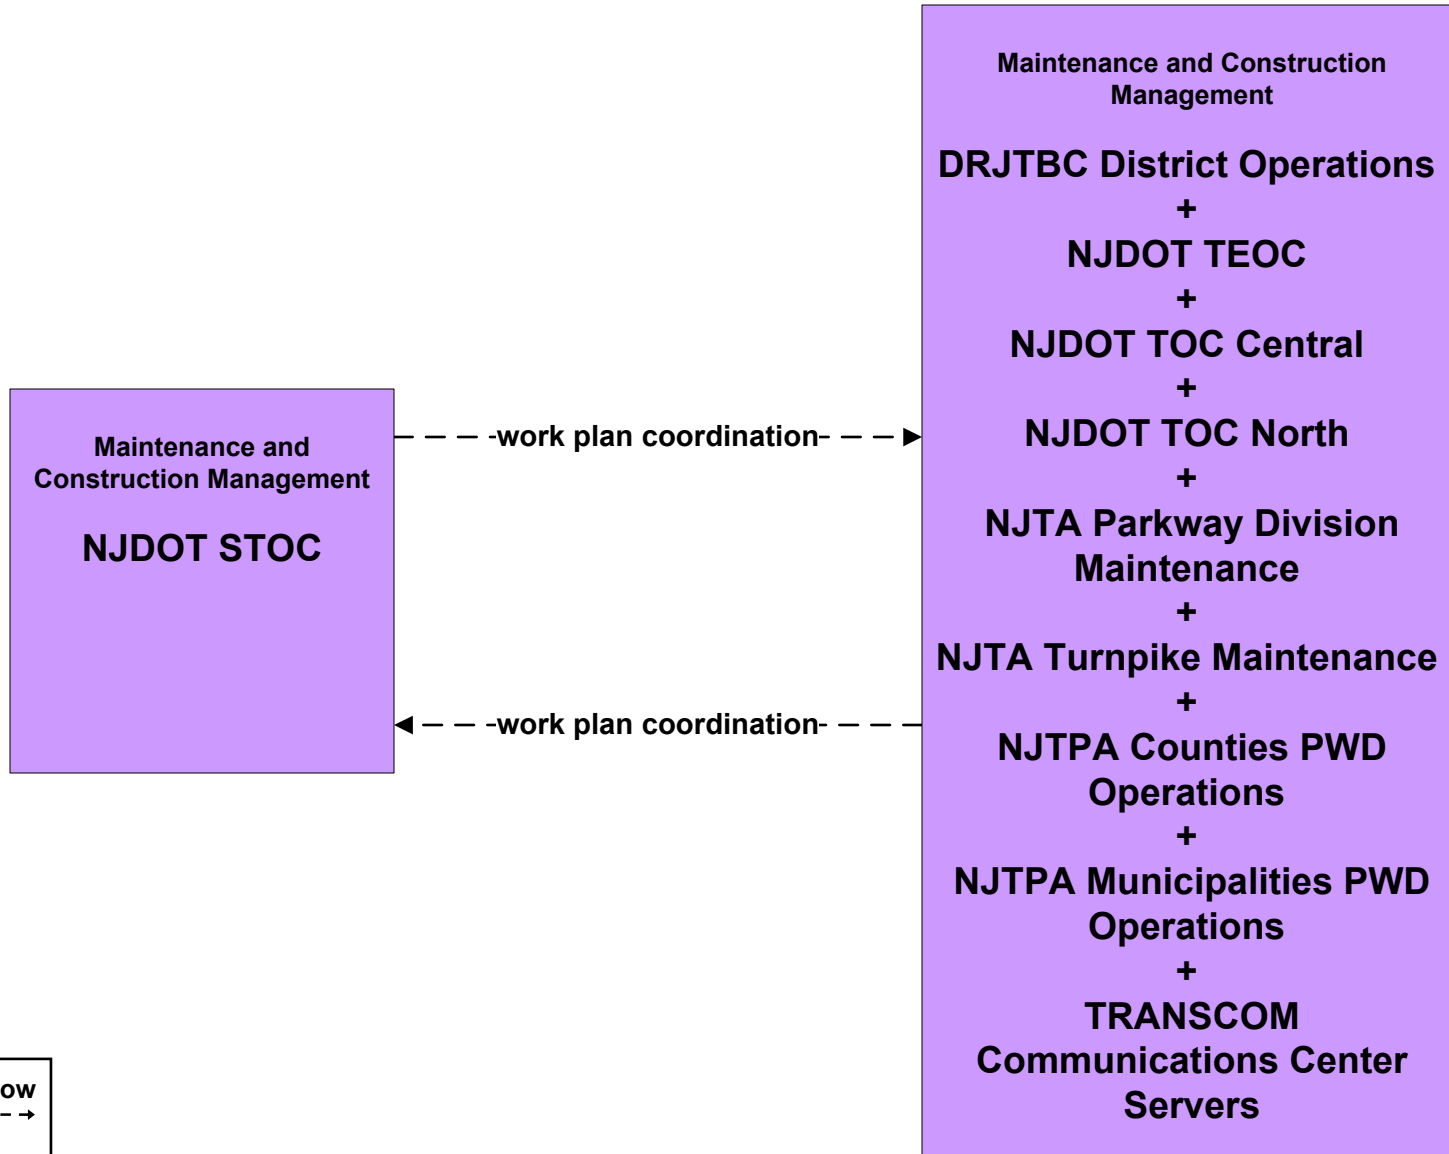 Maintenance and
Construction Management
NJDOT STOC
work plan coordination
work plan coordination
Maintenance and Construction
Management
DRJTBC District Operations
+
NJDOT TEOC
+
NJDOT TOC Central
+
NJDOT TOC North
+
NJTA Parkway Division
Maintenance
+
NJTA Turnpike Maintenance
+
NJTPA Counties PWD
Operations
+
NJTPA Municipalities PWD
Operations
+
TRANSCOM
Communications Center
Servers